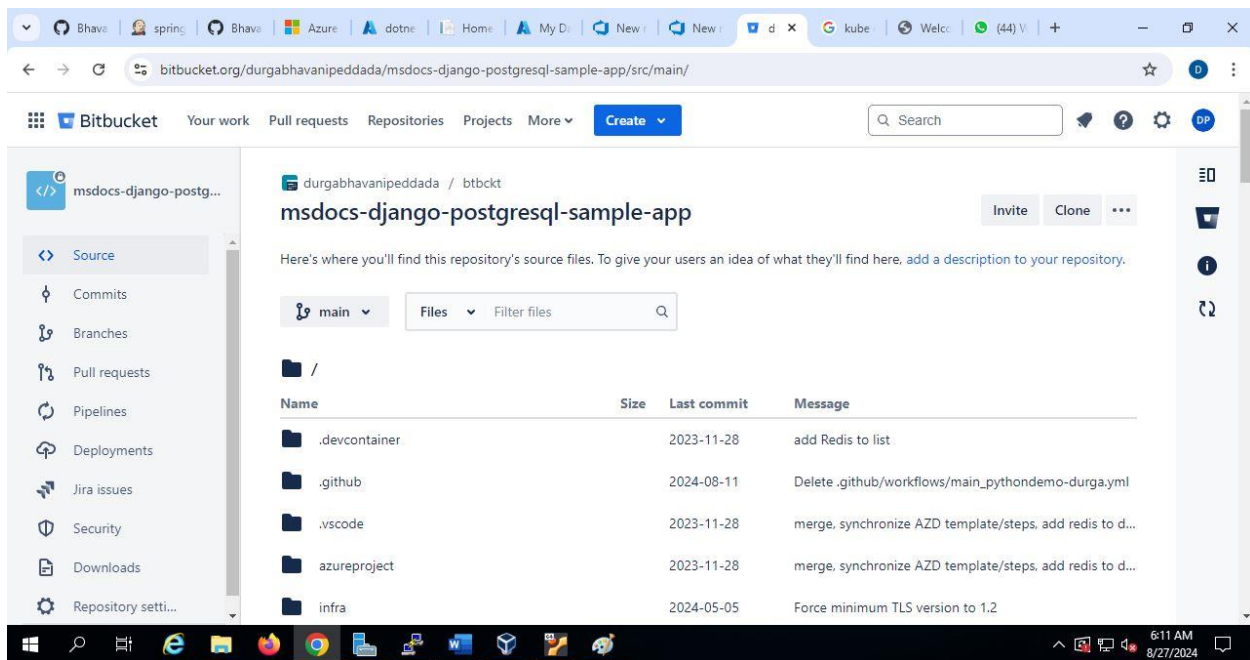 Bhava spring Bhava Azure dotne Home My Da New r New r d kube Welcc (44) V
bitbucket.org/durgabhavanipeddada/msdocs-django-postgresql-sample-app/src/main/
D
Bitbucket Your work Pull requests Repositories Projects More Create Search DP
msdocs-django-postg...
durgabhavanipeddada / btbckt
msdocs-django-postgresql-sample-app
Invite Clone
Source
Here's where you'll find this repository's source files. To give your users an idea of what they'll find here, add a description to your repository.
Commits
main Files Filter files
Branches
Pull requests
/
Pipelines
Name Size Last commit Message
Deployments
.devcontainer 2023-11-28 add Redis to list
Jira issues
.github 2024-08-11 Delete .github/workflows/main_pythondemo-durga.yml
Security
.vscode 2023-11-28 merge, synchronize AZD template/steps, add redis to d...
Downloads
azureproject 2023-11-28 merge, synchronize AZD template/steps, add redis to d...
Repository setti...
infra 2024-05-05 Force minimum TLS version to 1.2
6:11 AM
8/27/2024